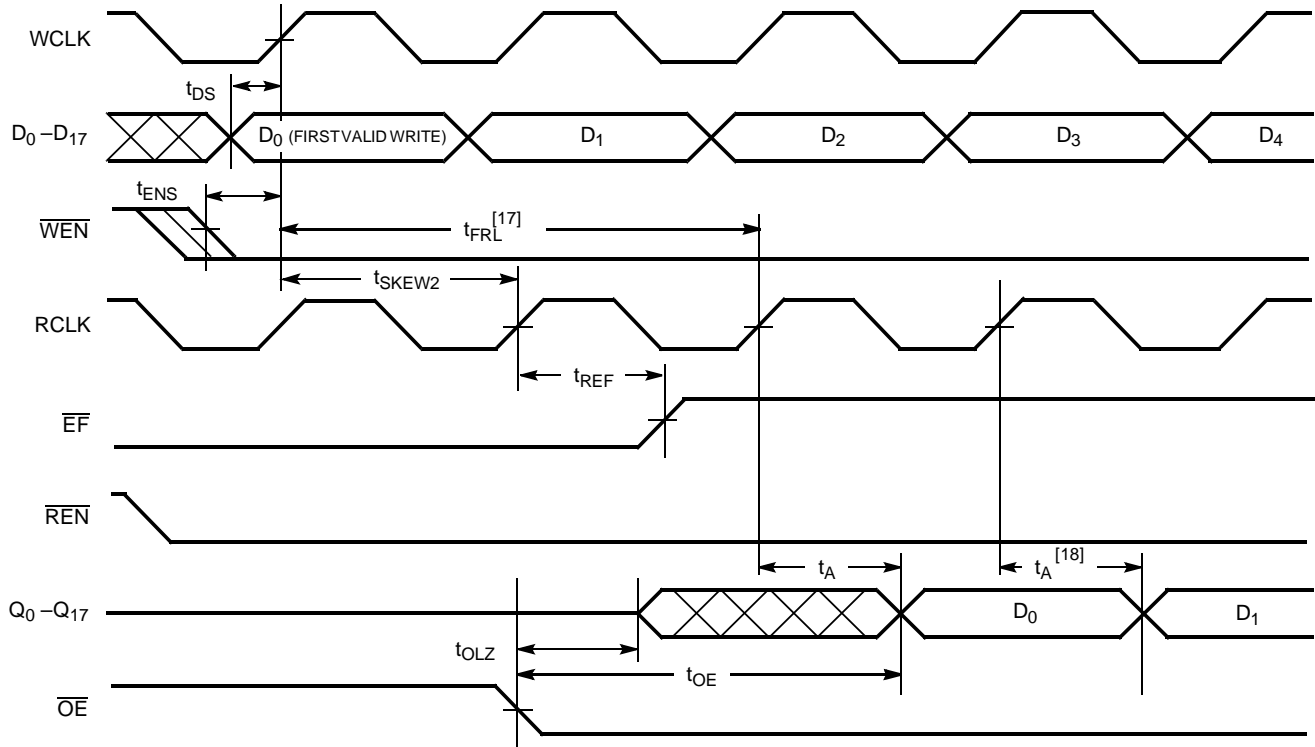 WCLK
tDS
D0 –D17
D0 (FIRST VALID WRITE)
D1
D2
D3
D4
tENS
WEN
tFRL[17]
tSKEW2
RCLK
tREF
EF
REN
tA
tA[18]
Q0 –Q17
D0
D1
tOLZ
tOE
OE